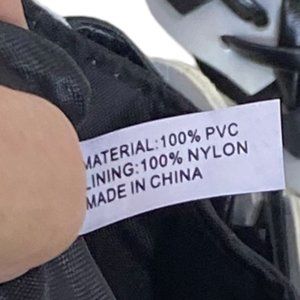 MATERIAL:100% PVC
LINING:100% NYLON
MADE IN CHINA